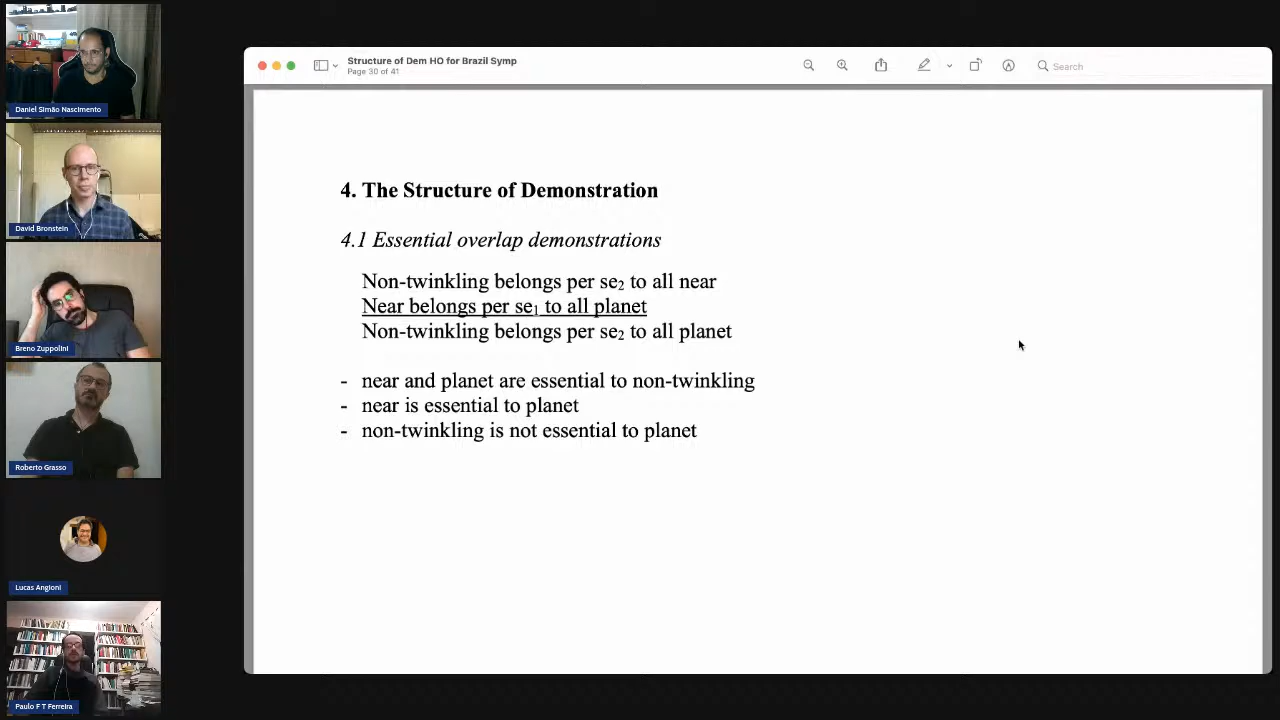 Daniel Simão Nascimento
David Bronstein
Breno Zuppolini
Roberto Grasso
Lucas Angioni
Paulo F T Ferreira
Structure of Dem HO for Brazil Symp
Page 30 of 41
Search
4. The Structure of Demonstration
4.1 Essential overlap demonstrations
Non-twinkling belongs per se₂ to all near
Near belongs per se₁ to all planet
Non-twinkling belongs per se₂ to all planet
- near and planet are essential to non-twinkling
- near is essential to planet
- non-twinkling is not essential to planet